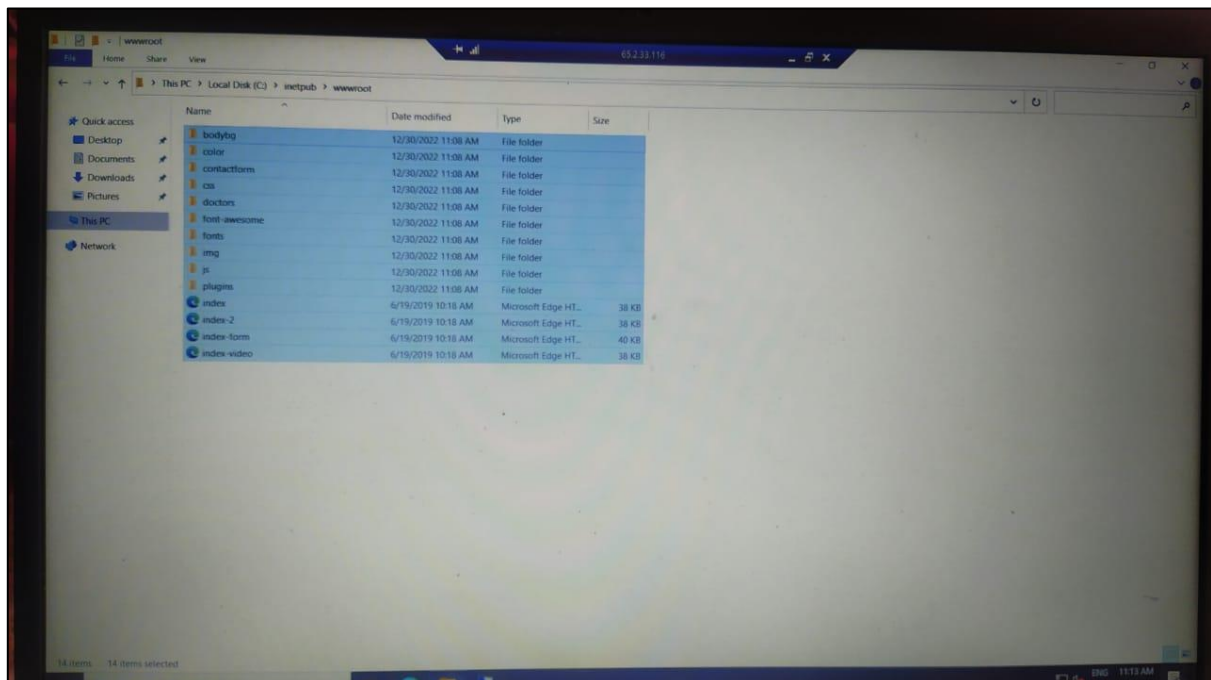 wwwroot
65.2.33.116
File Home Share View
This PC > Local Disk (C:) > inetpub > wwwroot
Name Date modified Type Size
Quick access
Desktop
Documents
Downloads
Pictures
This PC
Network
bodybg 12/30/2022 11:08 AM File folder
color 12/30/2022 11:08 AM File folder
contactform 12/30/2022 11:08 AM File folder
css 12/30/2022 11:08 AM File folder
doctors 12/30/2022 11:08 AM File folder
font-awesome 12/30/2022 11:08 AM File folder
fonts 12/30/2022 11:08 AM File folder
img 12/30/2022 11:08 AM File folder
js 12/30/2022 11:08 AM File folder
plugins 12/30/2022 11:08 AM File folder
index 6/19/2019 10:18 AM Microsoft Edge HT... 38 KB
index-2 6/19/2019 10:18 AM Microsoft Edge HT... 38 KB
index-form 6/19/2019 10:18 AM Microsoft Edge HT... 40 KB
index-video 6/19/2019 10:18 AM Microsoft Edge HT... 38 KB
14 items 14 items selected
ENG 11:13 AM